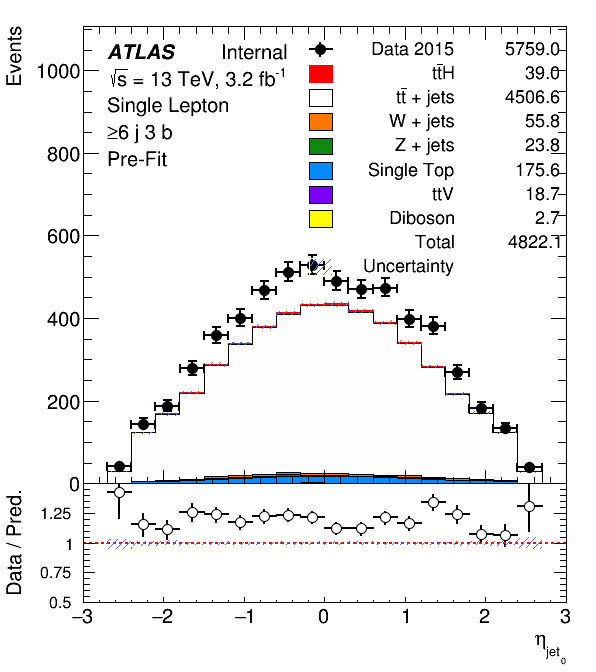 Events
ATLAS Internal
√s = 13 TeV, 3.2 fb-1
Single Lepton
≥6 j 3 b
Pre-Fit
Data 2015 5759.0
tt̄H 39.0
tt̄ + jets 4506.6
W + jets 55.8
Z + jets 23.8
Single Top 175.6
ttV 18.7
Diboson 2.7
Total 4822.1
Uncertainty
1000
800
600
400
200
0
Data / Pred.
1.25
1
0.75
0.5
−3 −2 −1 0 1 2 3
ηjet0